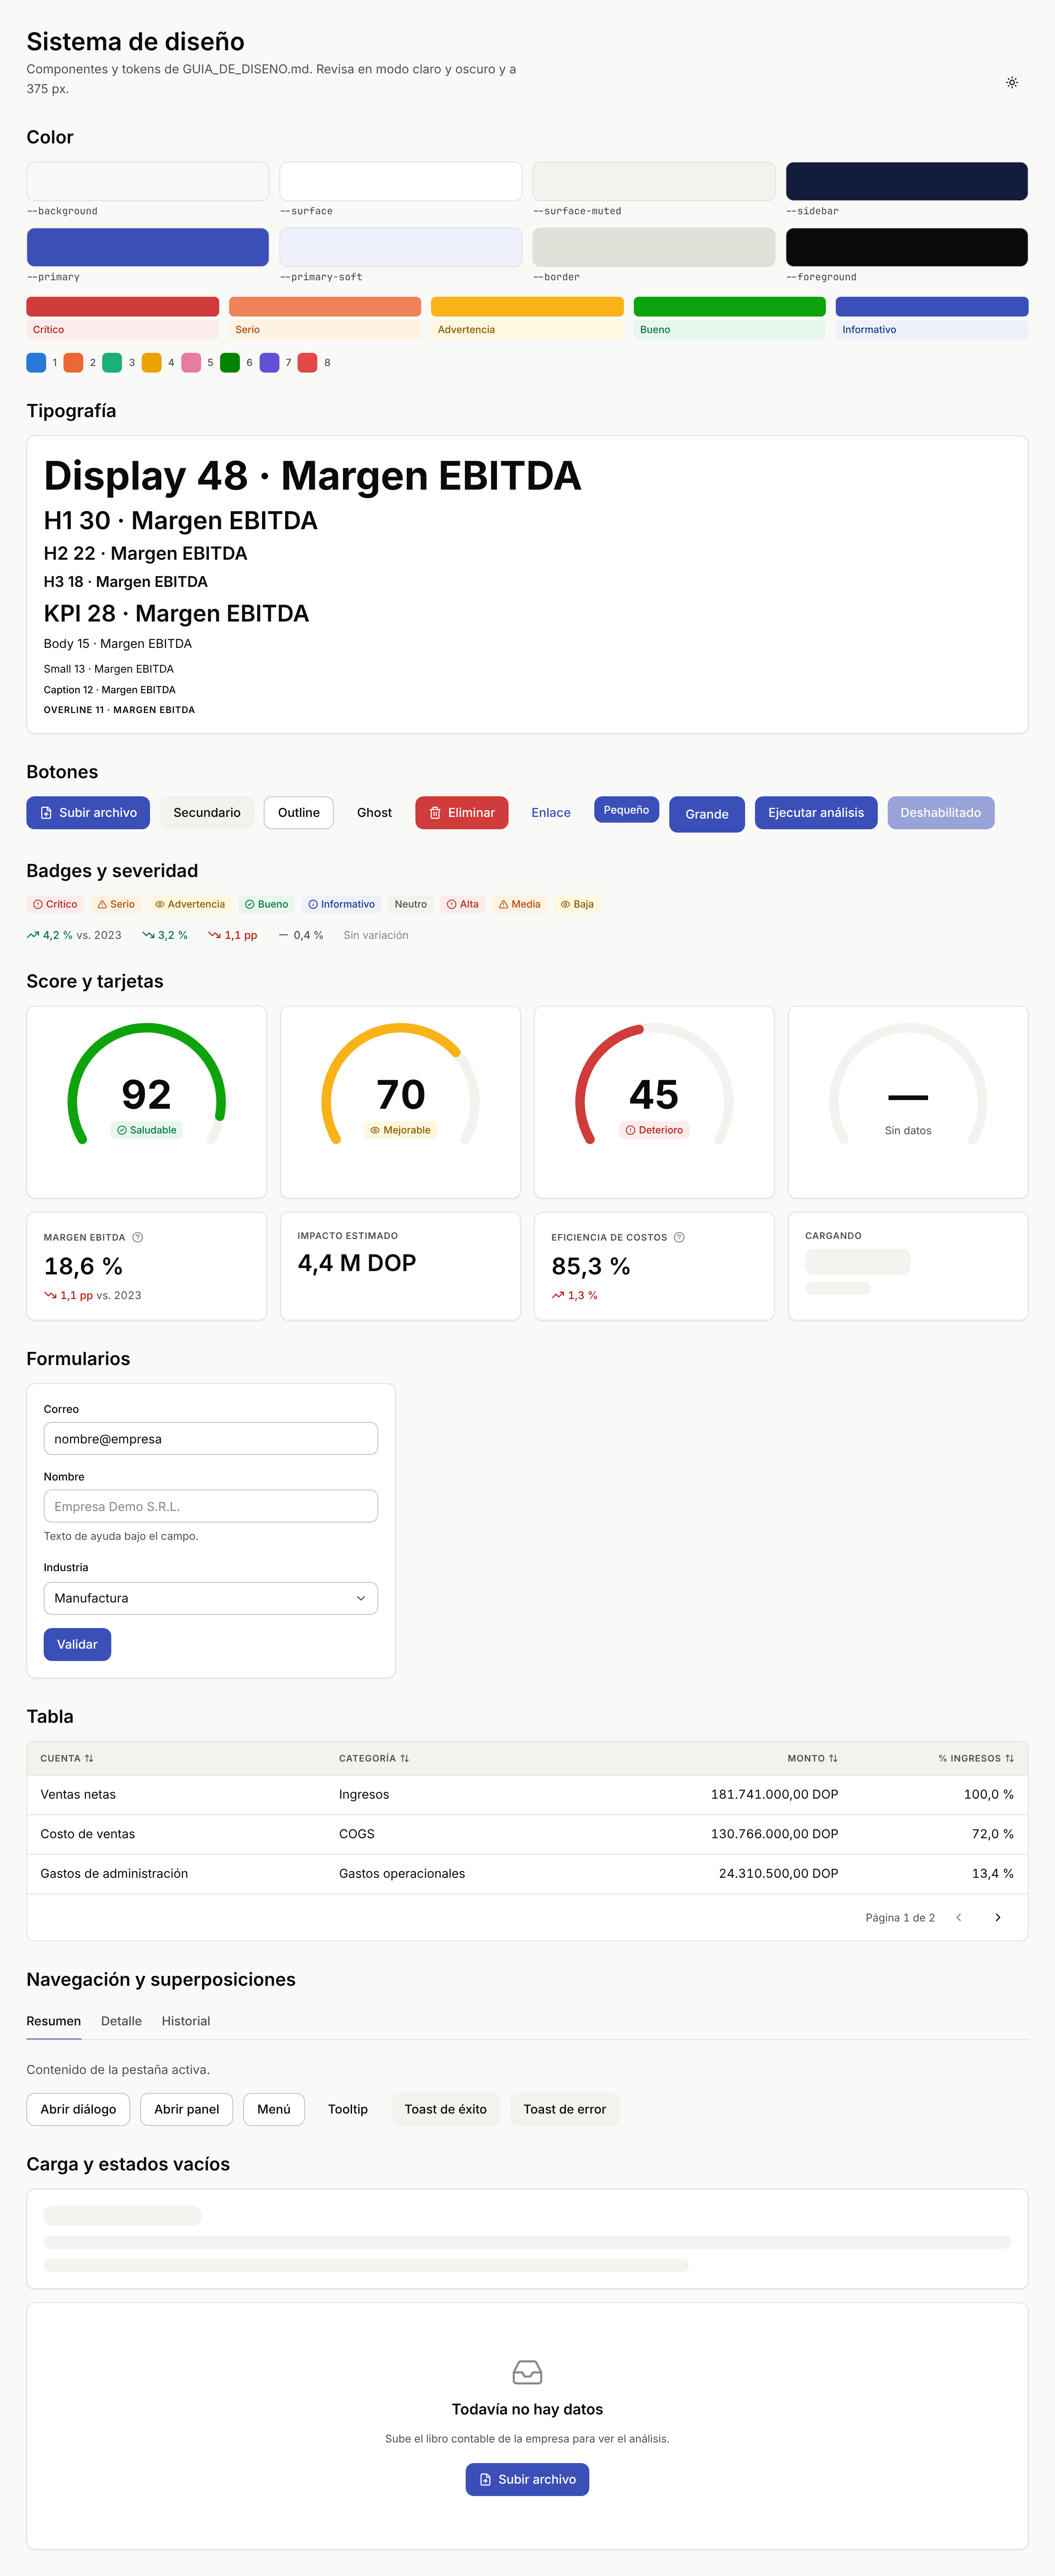 Sistema de diseño
Componentes y tokens de GUIA_DE_DISENO.md. Revisa en modo claro y oscuro y a
375 px.
Color
--background
--surface
--surface-muted
--sidebar
--primary
--primary-soft
--border
--foreground
Crítico
Serio
Advertencia
Bueno
Informativo
1 2 3 4 5 6 7 8
Tipografía
Display 48 · Margen EBITDA
H1 30 · Margen EBITDA
H2 22 · Margen EBITDA
H3 18 · Margen EBITDA
KPI 28 · Margen EBITDA
Body 15 · Margen EBITDA
Small 13 · Margen EBITDA
Caption 12 · Margen EBITDA
OVERLINE 11 · MARGEN EBITDA
Botones
Subir archivo
Secundario
Outline
Ghost
Eliminar
Enlace
Pequeño
Grande
Ejecutar análisis
Deshabilitado
Badges y severidad
Crítico
Serio
Advertencia
Bueno
Informativo
Neutro
Alta
Media
Baja
4,2 % vs. 2023
3,2 %
1,1 pp
0,4 %
Sin variación
Score y tarjetas
92
Saludable
70
Mejorable
45
Deterioro
—
Sin datos
MARGEN EBITDA
18,6 %
1,1 pp vs. 2023
IMPACTO ESTIMADO
4,4 M DOP
EFICIENCIA DE COSTOS
85,3 %
1,3 %
CARGANDO
Formularios
Correo
nombre@empresa
Nombre
Empresa Demo S.R.L.
Texto de ayuda bajo el campo.
Industria
Manufactura
Validar
Tabla
CUENTA CATEGORÍA MONTO % INGRESOS
Ventas netas Ingresos 181.741.000,00 DOP 100,0 %
Costo de ventas COGS 130.766.000,00 DOP 72,0 %
Gastos de administración Gastos operacionales 24.310.500,00 DOP 13,4 %
Página 1 de 2
Navegación y superposiciones
Resumen
Detalle
Historial
Contenido de la pestaña activa.
Abrir diálogo
Abrir panel
Menú
Tooltip
Toast de éxito
Toast de error
Carga y estados vacíos
Todavía no hay datos
Sube el libro contable de la empresa para ver el análisis.
Subir archivo